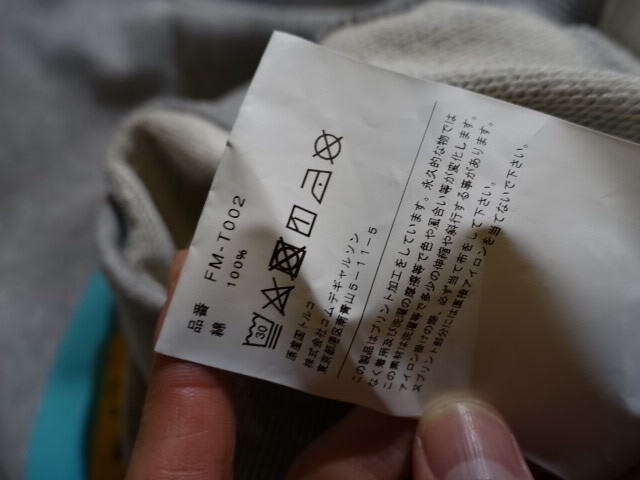 品番 FM-T002
綿 100%
30
原産国トルコ
株式会社コムデギャルソン
東京都港区南青山5-11-5
この製品はプリント加工をしています。永久的な物では
なく着用及び洗濯の摩擦等で色や風合い等が変化します。
この素材は洗濯等で多少の伸縮や斜行する事があります。
アイロン掛けの際、必ず当て布をして下さい。
又プリント部分には直接アイロンを当てないで下さい。